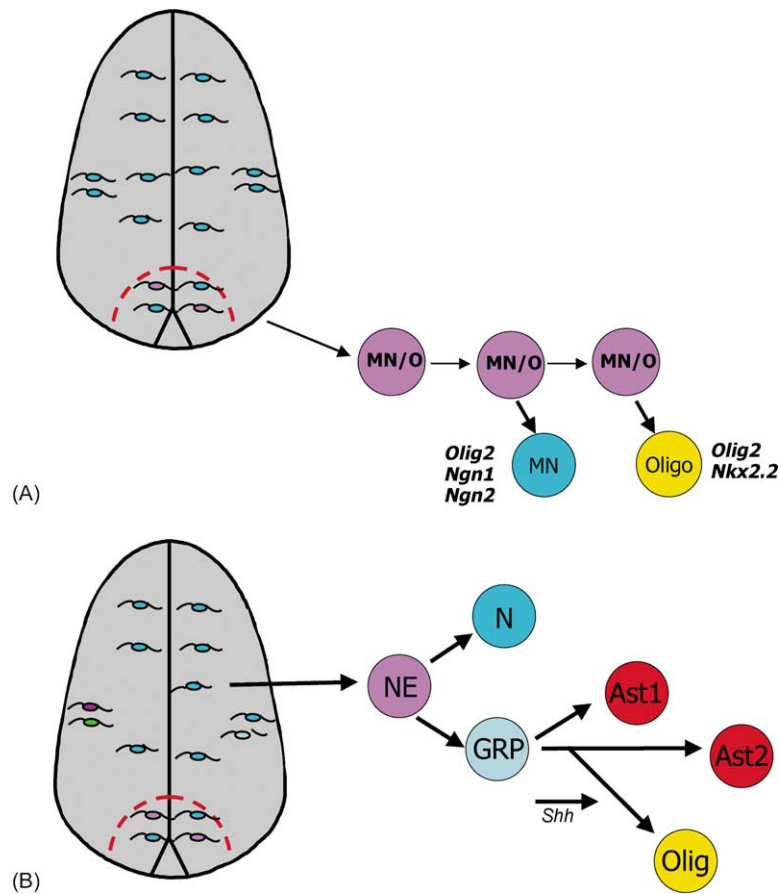 MN/O
MN/O
MN/O
Olig2
Ngn1
Ngn2
MN
Oligo
Olig2
Nkx2.2
(A)
N
NE
Ast1
GRP
Ast2
Shh
Olig
(B)